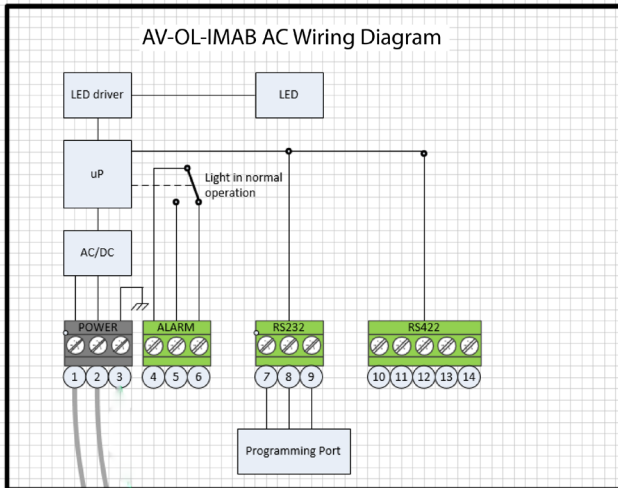 AV-OL-IMAB AC Wiring Diagram
LED driver
LED
uP
Light in normal
operation
AC/DC
POWER
ALARM
RS232
RS422
1 2 3 4 5 6 7 8 9 10 11 12 13 14
Programming Port